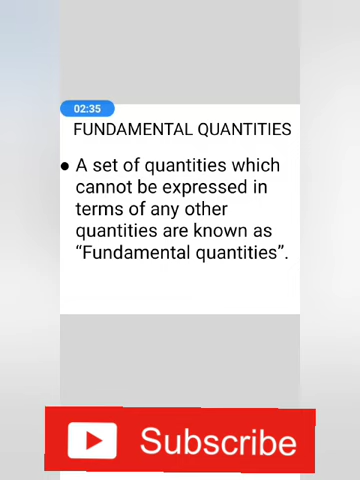 02:35
FUNDAMENTAL QUANTITIES
● A set of quantities which
cannot be expressed in
terms of any other
quantities are known as
“Fundamental quantities”.
Subscribe